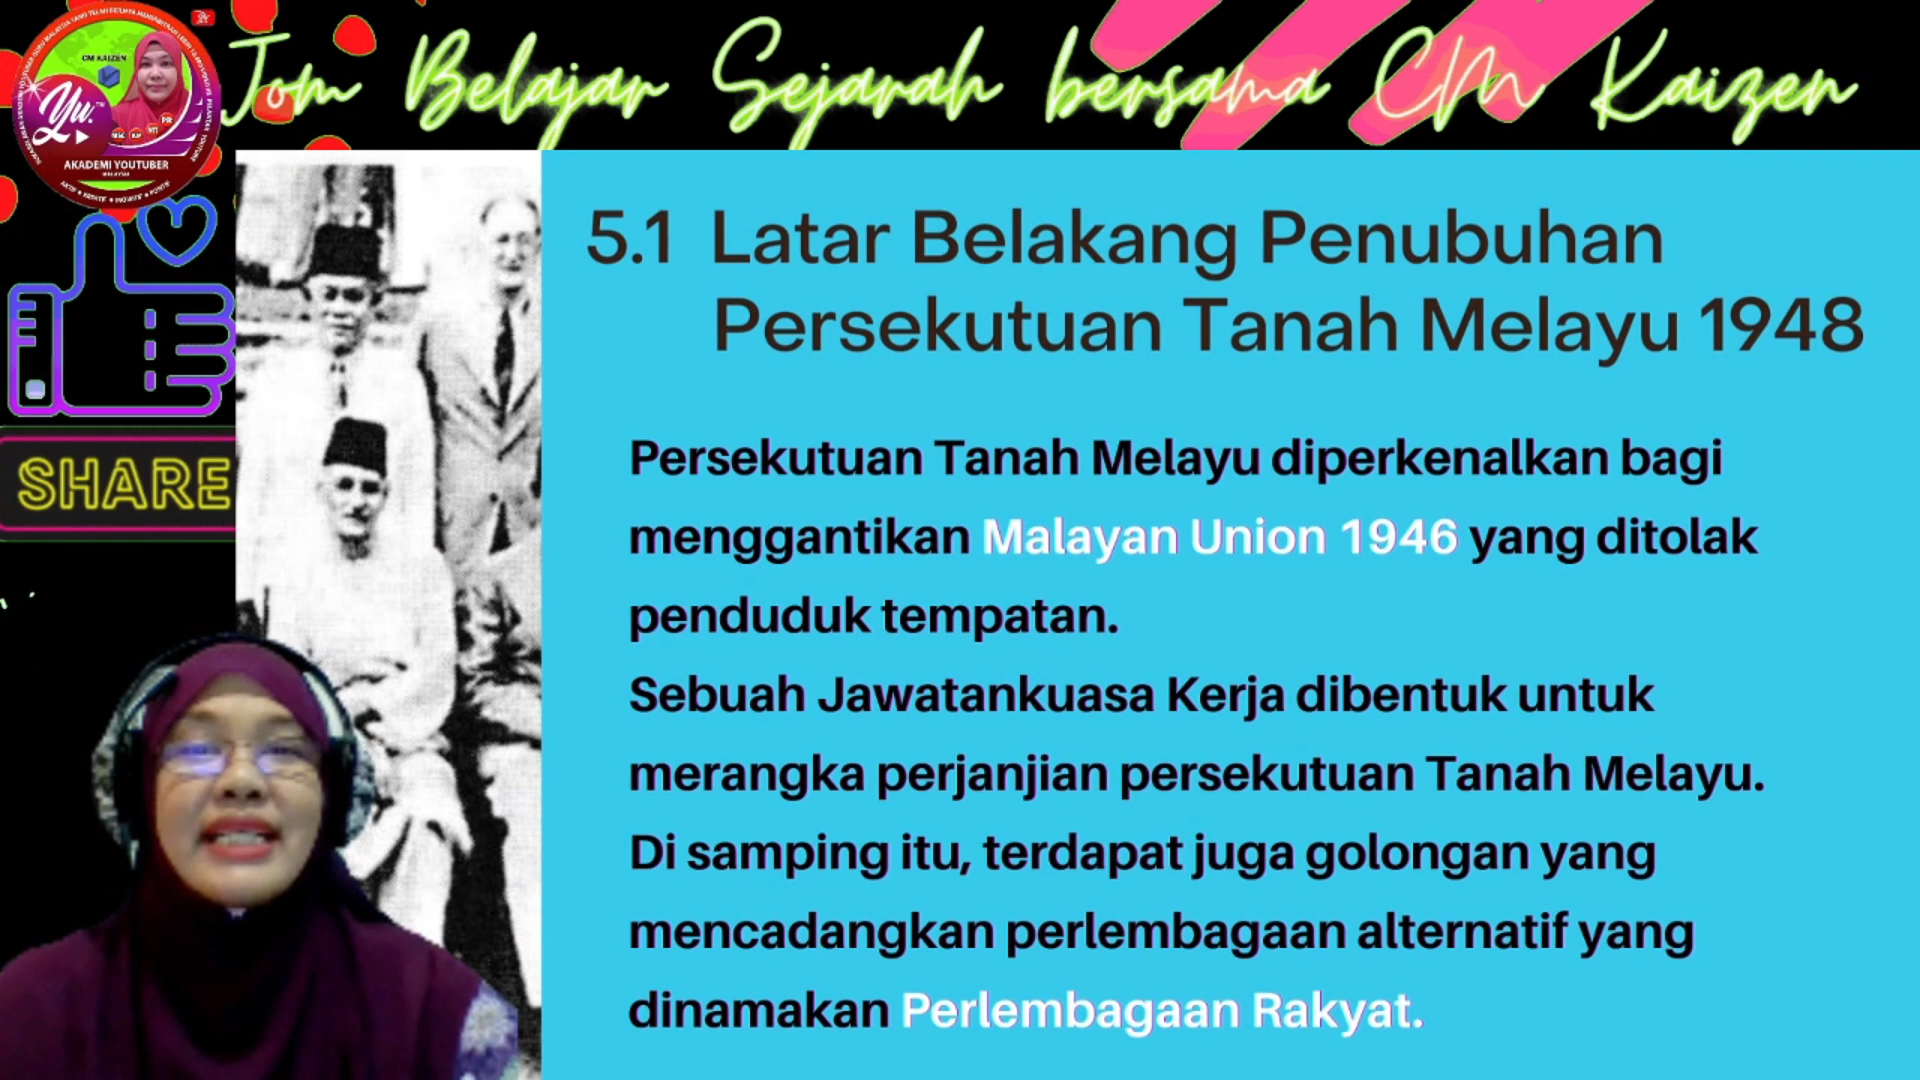 Jom Belajar Sejarah bersama CM Kaizen
CM KAIZEN
Yu.
AKADEMI YOUTUBER
MALAYSIA
SHARE
5.1 Latar Belakang Penubuhan
Persekutuan Tanah Melayu 1948
Persekutuan Tanah Melayu diperkenalkan bagi
menggantikan Malayan Union 1946 yang ditolak
penduduk tempatan.
Sebuah Jawatankuasa Kerja dibentuk untuk
merangka perjanjian persekutuan Tanah Melayu.
Di samping itu, terdapat juga golongan yang
mencadangkan perlembagaan alternatif yang
dinamakan Perlembagaan Rakyat.